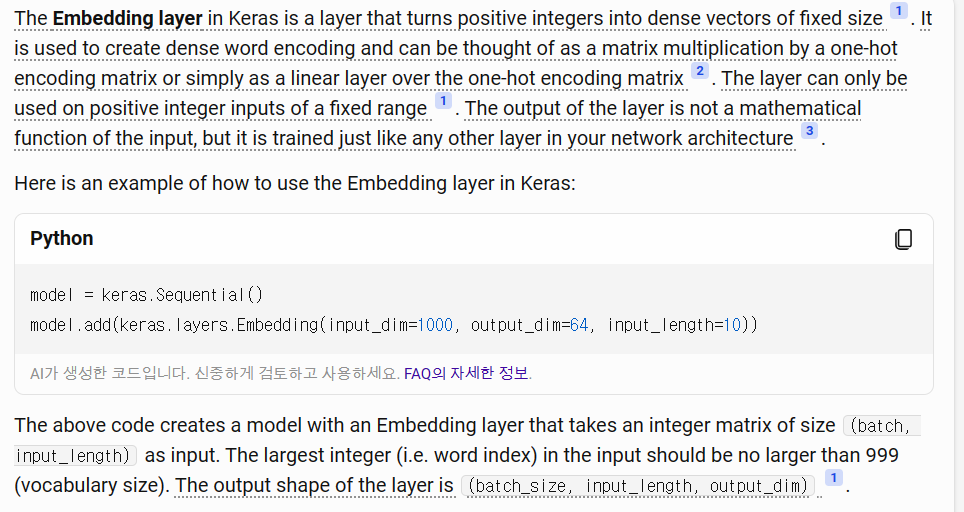 The Embedding layer in Keras is a layer that turns positive integers into dense vectors of fixed size 1 . It
is used to create dense word encoding and can be thought of as a matrix multiplication by a one-hot
encoding matrix or simply as a linear layer over the one-hot encoding matrix 2 . The layer can only be
used on positive integer inputs of a fixed range 1 . The output of the layer is not a mathematical
function of the input, but it is trained just like any other layer in your network architecture 3 .
Here is an example of how to use the Embedding layer in Keras:
Python
model = keras.Sequential()
model.add(keras.layers.Embedding(input_dim=1000, output_dim=64, input_length=10))
AI가 생성한 코드입니다. 신중하게 검토하고 사용하세요. FAQ의 자세한 정보.
The above code creates a model with an Embedding layer that takes an integer matrix of size (batch,
input_length) as input. The largest integer (i.e. word index) in the input should be no larger than 999
(vocabulary size). The output shape of the layer is (batch_size, input_length, output_dim) 1 .